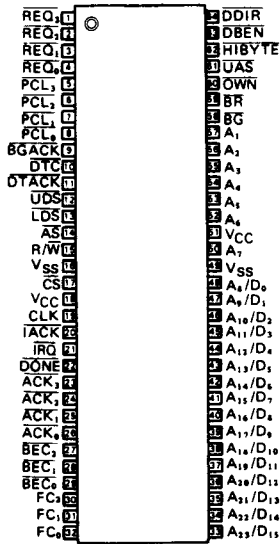 REQ₃ 1
REQ₂ 2
REQ₁ 3
REQ₀ 4
PCL₃ 5
PCL₂ 6
PCL₁ 7
PCL₀ 8
BGACK 9
DTC 10
DTACK 11
UDS 12
LDS 13
AS 14
R/W 15
Vss 16
CS 17
Vcc 18
CLK 19
IACK 20
IRQ 21
DONE 22
ACK₃ 23
ACK₂ 24
ACK₁ 25
ACK₀ 26
BEC₂ 27
BEC₁ 28
BEC₀ 29
FC₂ 30
FC₁ 31
FC₀ 32
DDIR
DBEN
HIBYTE
UAS
OWN
BR
BG
A₁
A₂
A₃
A₄
A₅
A₆
Vcc
A₇
Vss
A₈/D₀
A₉/D₁
A₁₀/D₂
A₁₁/D₃
A₁₂/D₄
A₁₃/D₅
A₁₄/D₆
A₁₅/D₇
A₁₆/D₈
A₁₇/D₉
A₁₈/D₁₀
A₁₉/D₁₁
A₂₀/D₁₂
A₂₁/D₁₃
A₂₂/D₁₄
A₂₃/D₁₅